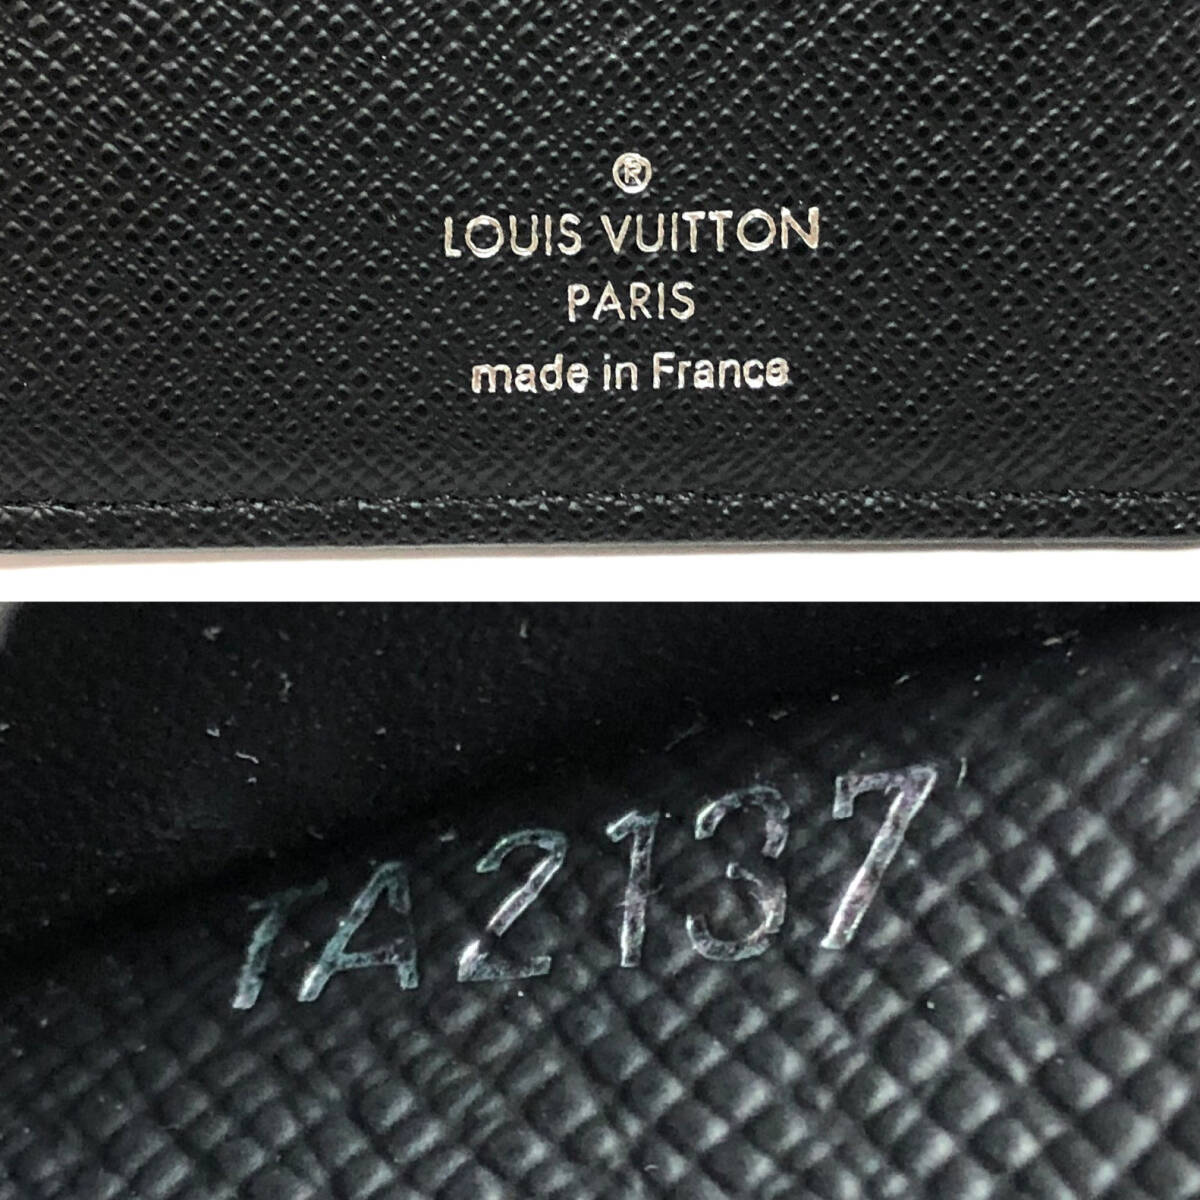 ®
LOUIS VUITTON
PARIS
made in France
TA2137